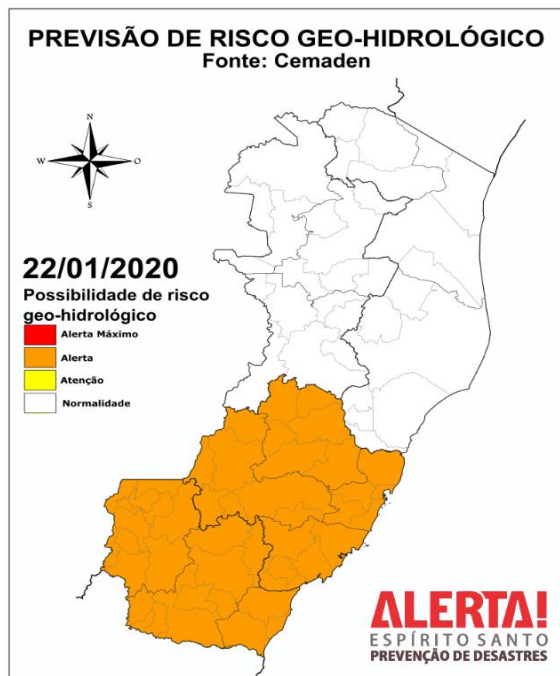 PREVISÃO DE RISCO GEO-HIDROLÓGICO
Fonte: Cemaden
N
W
O
S
22/01/2020
Possibilidade de risco
geo-hidrológico
Alerta Máximo
Alerta
Atenção
Normalidade
ALERTA!
ESPÍRITO SANTO
PREVENÇÃO DE DESASTRES